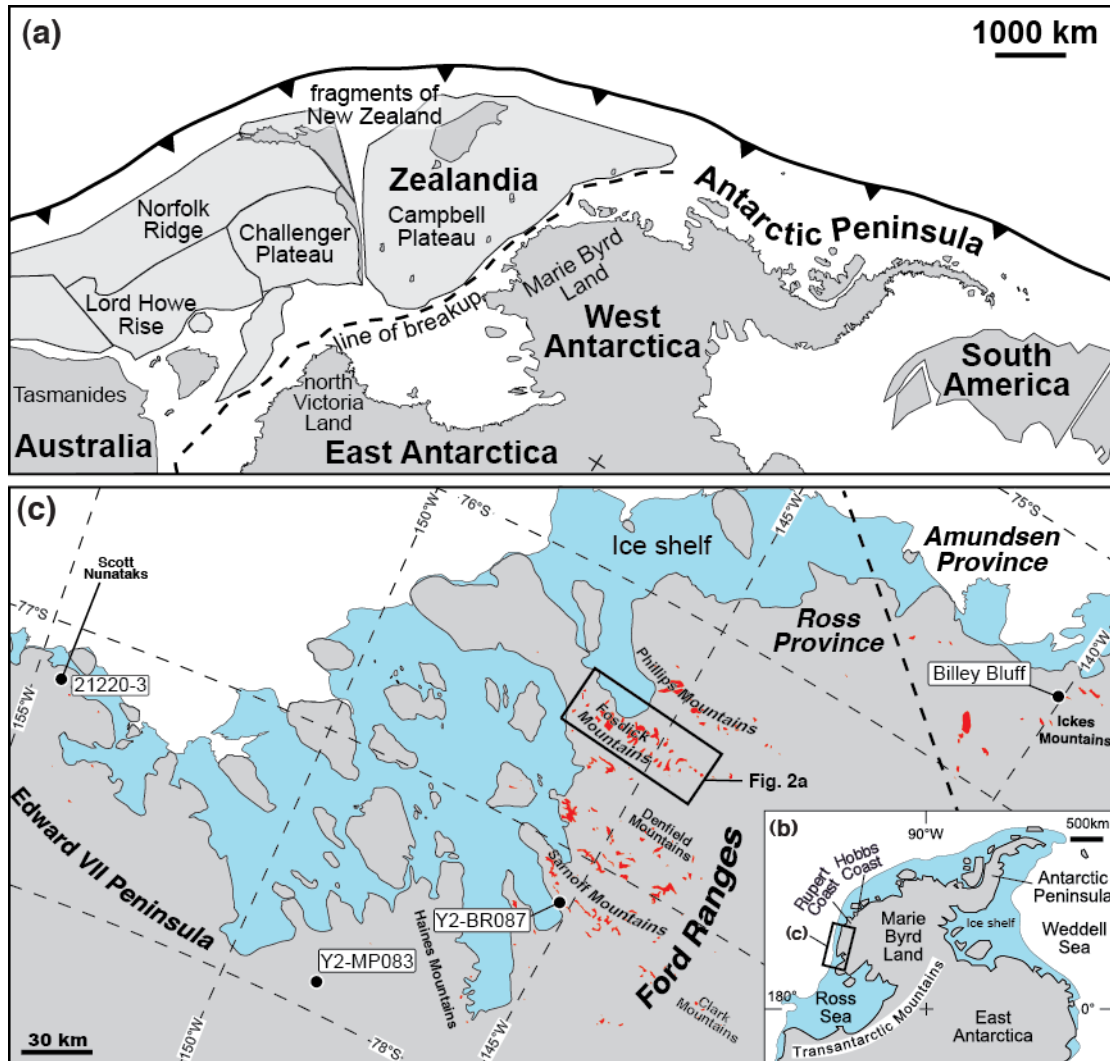 (a)
1000 km
fragments of
New Zealand
Zealandia
Norfolk
Ridge
Challenger
Plateau
Campbell
Plateau
Antarctic Peninsula
Marie Byrd
Land
Lord Howe
Rise
line of breakup
West
Antarctica
South
America
Tasmanides
north
Victoria
Land
Australia
East Antarctica
(c)
150°W
76°S
145°W
75°S
Scott
Nunataks
Ice shelf
Amundsen
Province
77°S
Ross
Province
140°W
Billey Bluff
21220-3
155°W
Phillips Mountains
Fosdick
Mountains
Ickes
Mountains
Fig. 2a
Edward VII Peninsula
Denfield
Mountains
Sarnoff Mountains
Ford Ranges
Y2-BR087
Haines Mountains
Y2-MP083
Clark
Mountains
30 km
150°W
78°S
145°W
(b)
90°W
500km
Rupert
Coast
Hobbs
Coast
Antarctic
Peninsula
(c)
Marie
Byrd
Land
Ice shelf
Weddell
Sea
180°
Ross
Sea
0°
Transantarctic Mountains
East
Antarctica